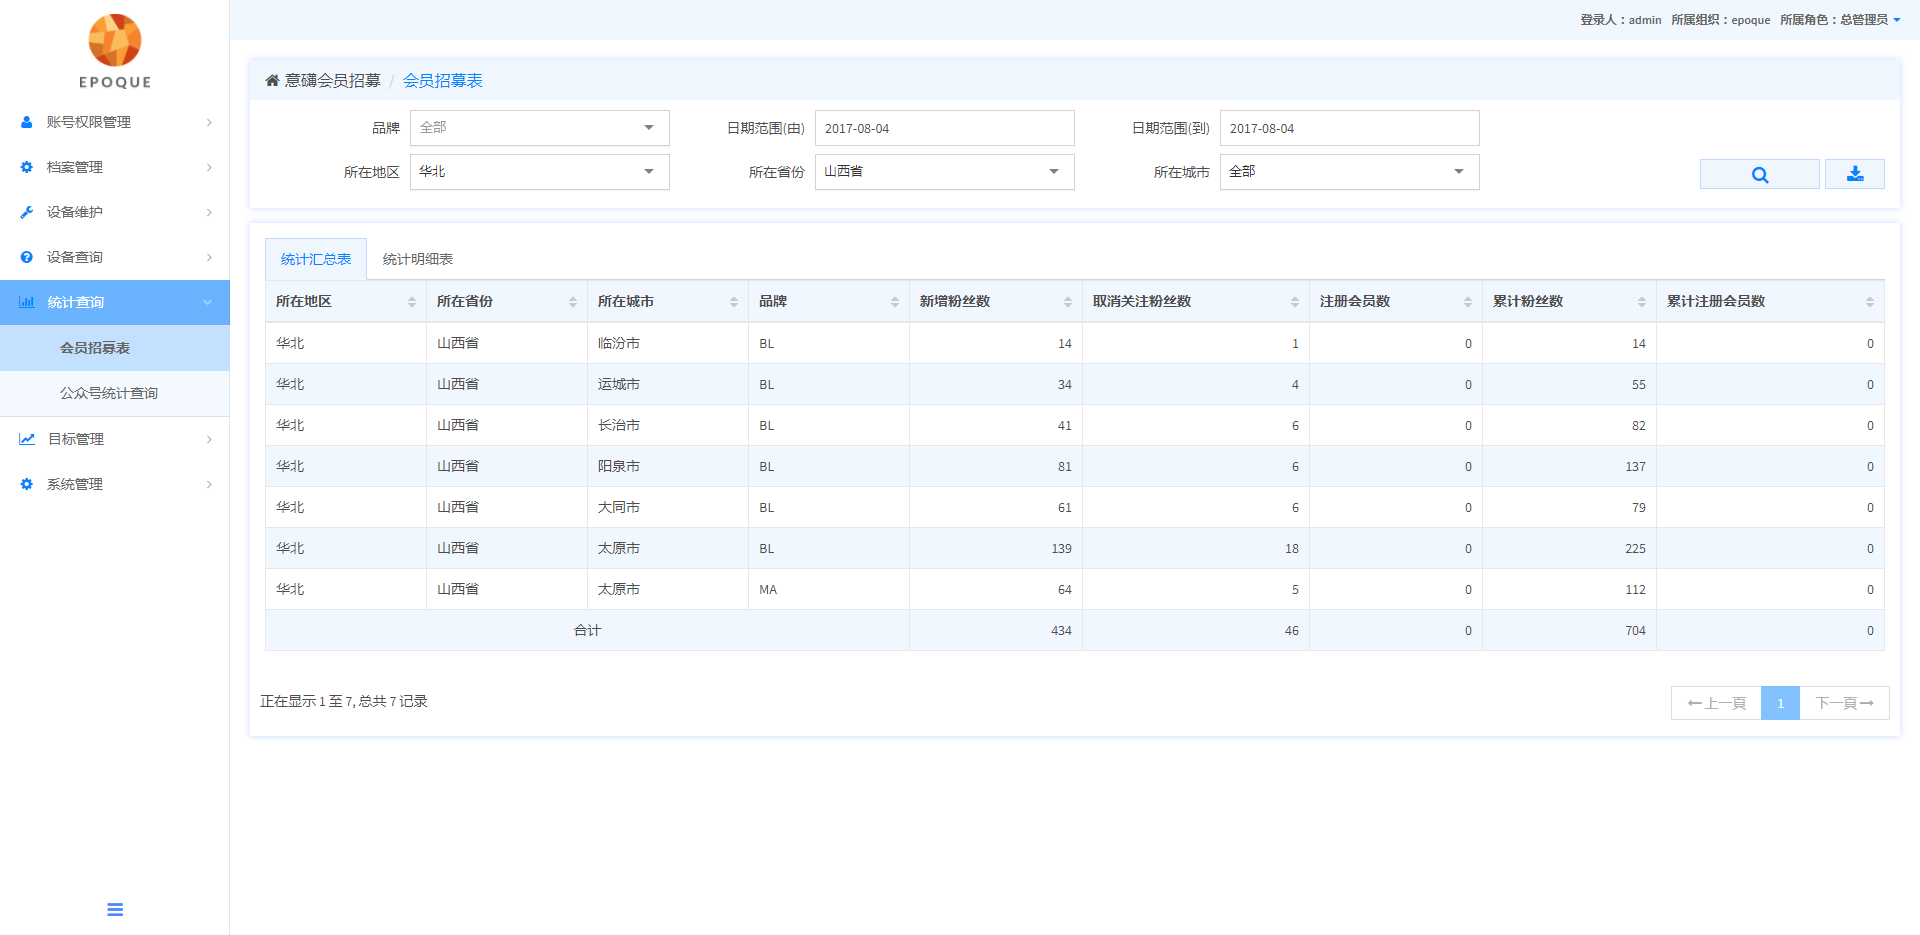 登录人：admin 所属组织：epoque 所属角色：总管理员
EPOQUE
账号权限管理
档案管理
设备维护
设备查询
统计查询
会员招募表
公众号统计查询
目标管理
系统管理
意礴会员招募 / 会员招募表
品牌 全部 日期范围(由) 2017-08-04 日期范围(到) 2017-08-04
所在地区 华北 所在省份 山西省 所在城市 全部
统计汇总表 统计明细表
所在地区 所在省份 所在城市 品牌 新增粉丝数 取消关注粉丝数 注册会员数 累计粉丝数 累计注册会员数
华北 山西省 临汾市 BL 14 1 0 14 0
华北 山西省 运城市 BL 34 4 0 55 0
华北 山西省 长治市 BL 41 6 0 82 0
华北 山西省 阳泉市 BL 81 6 0 137 0
华北 山西省 大同市 BL 61 6 0 79 0
华北 山西省 太原市 BL 139 18 0 225 0
华北 山西省 太原市 MA 64 5 0 112 0
合计 434 46 0 704 0
正在显示 1 至 7, 总共 7 记录
上一頁 1 下一頁